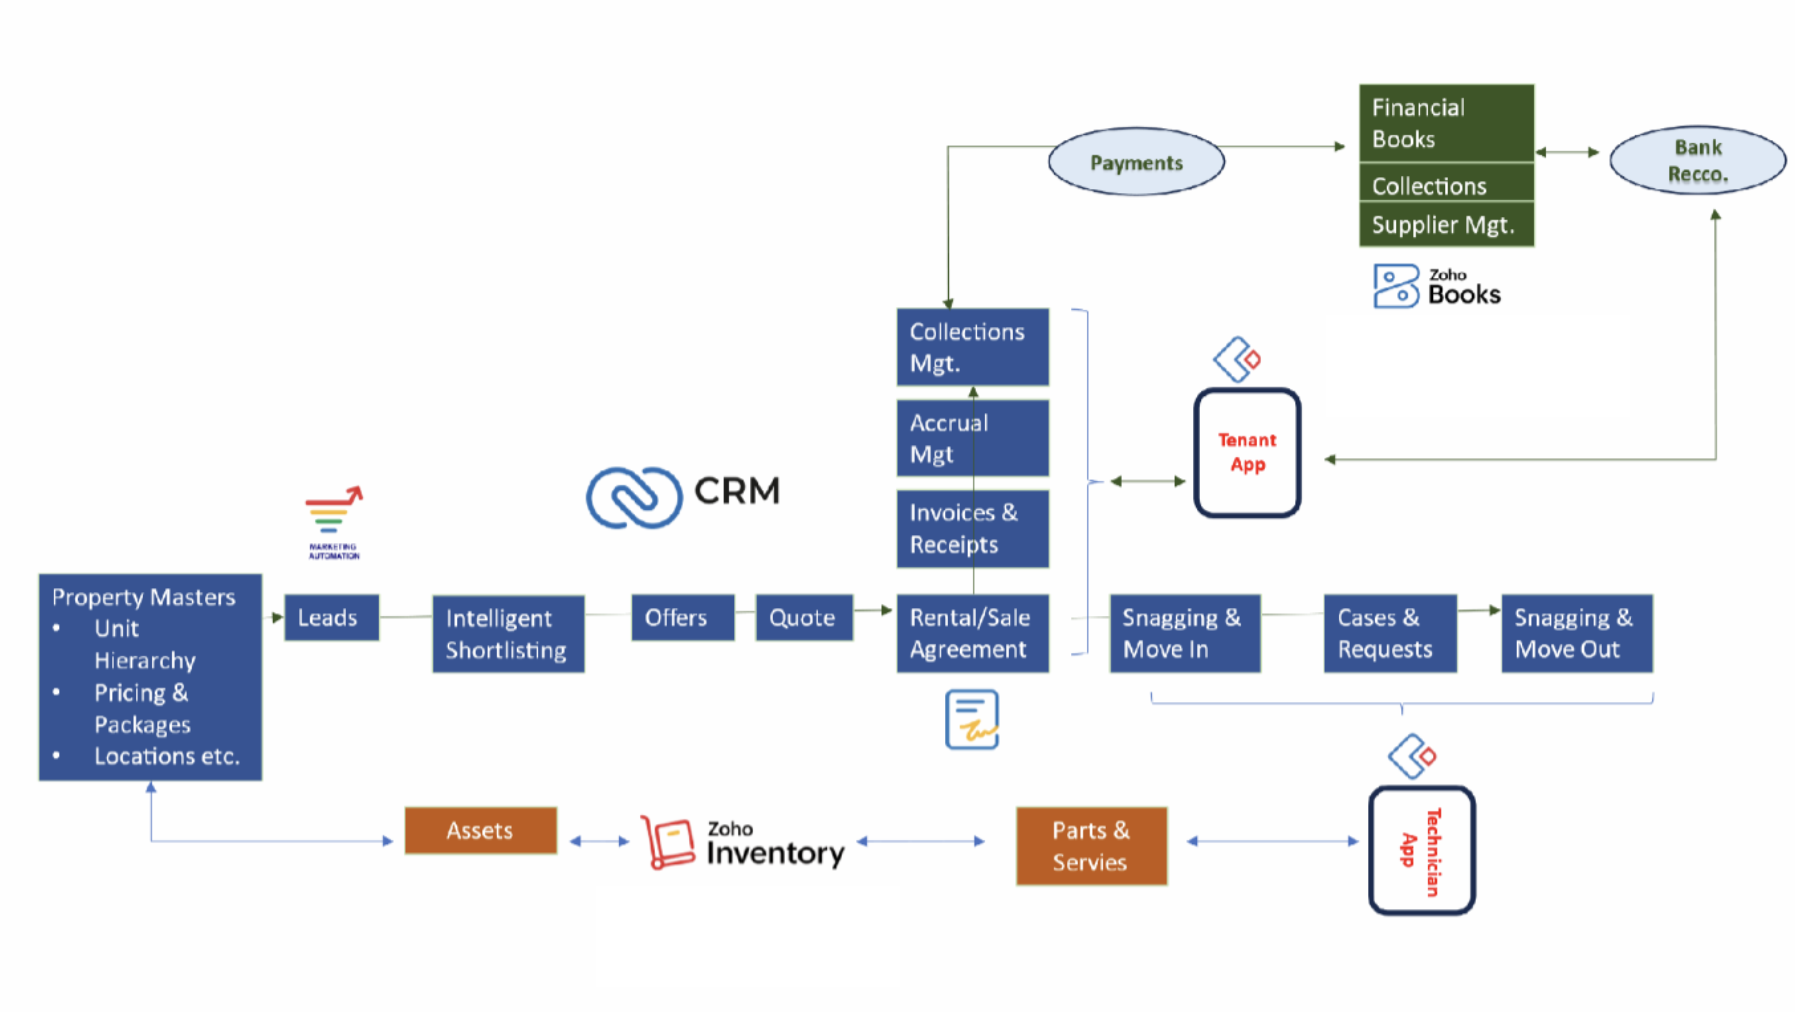 Financial
Books
Collections
Supplier Mgt.
Payments
Bank
Recco.
Zoho
Books
Collections
Mgt.
Accrual
Mgt
Invoices &
Receipts
Tenant
App
CRM
MARKETING
AUTOMATION
Property Masters
• Unit
Hierarchy
• Pricing &
Packages
• Locations etc.
Leads
Intelligent
Shortlisting
Offers
Quote
Rental/Sale
Agreement
Snagging &
Move In
Cases &
Requests
Snagging &
Move Out
Assets
Zoho
Inventory
Parts &
Servies
Technician
App